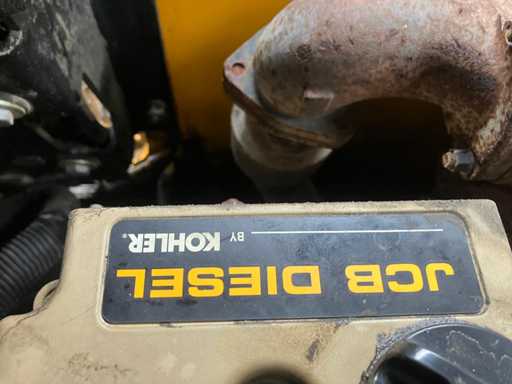 JCB DIESEL
BY KOHLER.